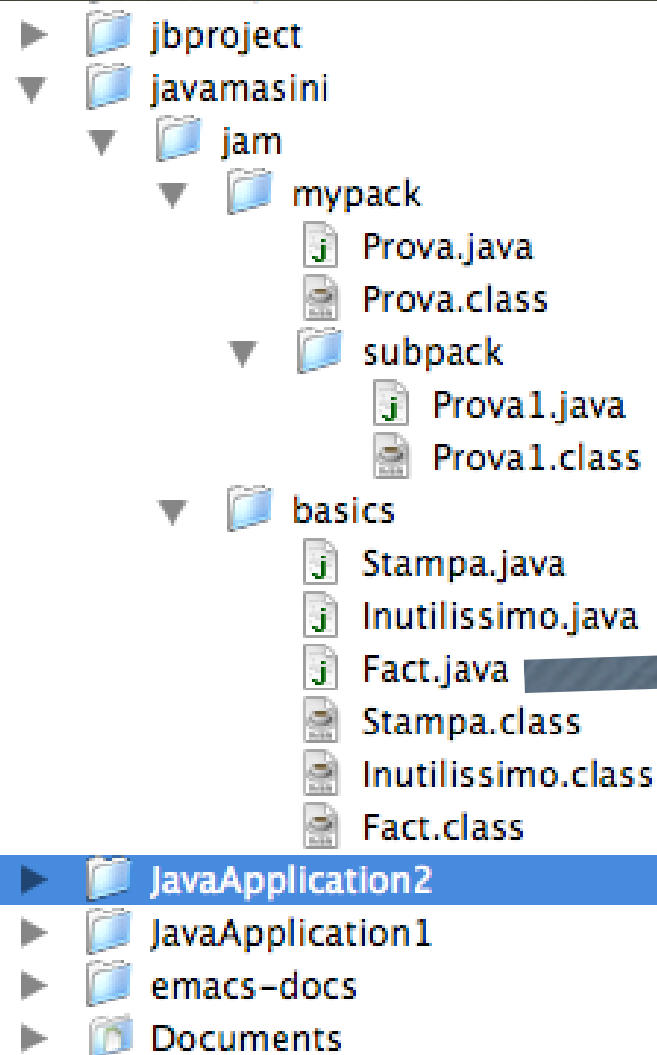 jbproject
javamasini
jam
mypack
Prova.java
Prova.class
subpack
Prova1.java
Prova1.class
basics
Stampa.java
Inutilissimo.java
Fact.java
Stampa.class
Inutilissimo.class
Fact.class
JavaApplication2
JavaApplication1
emacs-docs
Documents